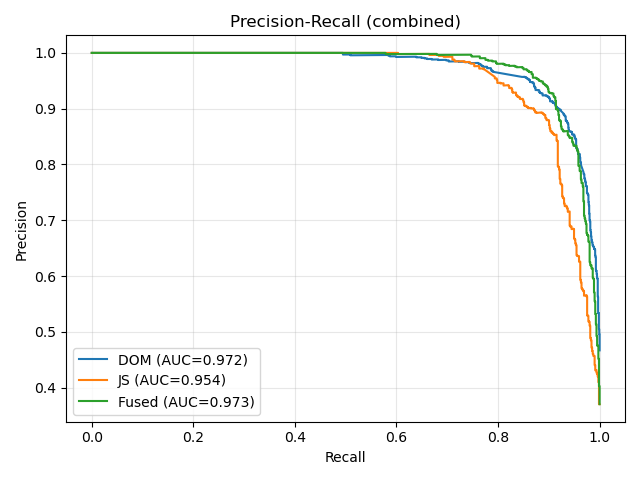 Precision-Recall (combined)
Precision
1.0
0.9
0.8
0.7
0.6
0.5
0.4
DOM (AUC=0.972)
JS (AUC=0.954)
Fused (AUC=0.973)
0.0 0.2 0.4 0.6 0.8 1.0
Recall